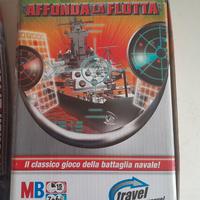 AFFONDA LA FLOTTA
Il classico gioco della battaglia navale!
MB
travel